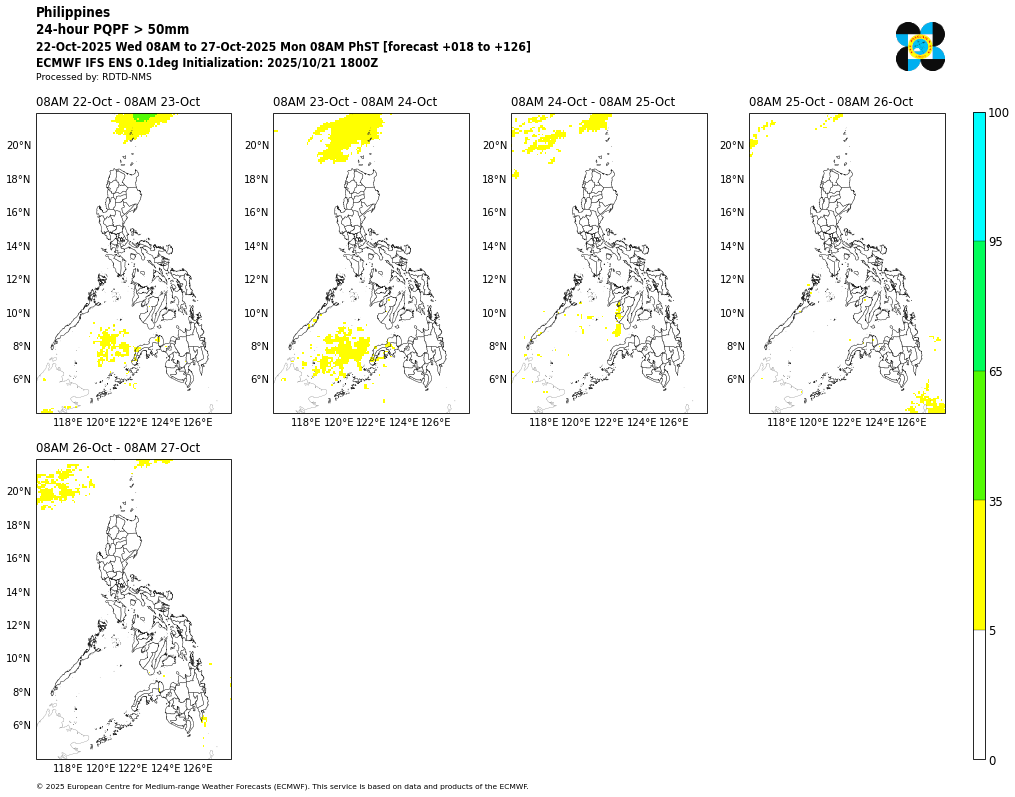 Philippines
24-hour PQPF > 50mm
22-Oct-2025 Wed 08AM to 27-Oct-2025 Mon 08AM PhST [forecast +018 to +126]
ECMWF IFS ENS 0.1deg Initialization: 2025/10/21 1800Z
Processed by: RDTD-NMS
08AM 22-Oct - 08AM 23-Oct
20°N
18°N
16°N
14°N
12°N
10°N
8°N
6°N
118°E 120°E 122°E 124°E 126°E
08AM 23-Oct - 08AM 24-Oct
20°N
18°N
16°N
14°N
12°N
10°N
8°N
6°N
118°E 120°E 122°E 124°E 126°E
08AM 24-Oct - 08AM 25-Oct
20°N
18°N
16°N
14°N
12°N
10°N
8°N
6°N
118°E 120°E 122°E 124°E 126°E
08AM 25-Oct - 08AM 26-Oct
20°N
18°N
16°N
14°N
12°N
10°N
8°N
6°N
118°E 120°E 122°E 124°E 126°E
08AM 26-Oct - 08AM 27-Oct
20°N
18°N
16°N
14°N
12°N
10°N
8°N
6°N
118°E 120°E 122°E 124°E 126°E
100
95
65
35
5
0
© 2025 European Centre for Medium-range Weather Forecasts (ECMWF). This service is based on data and products of the ECMWF.